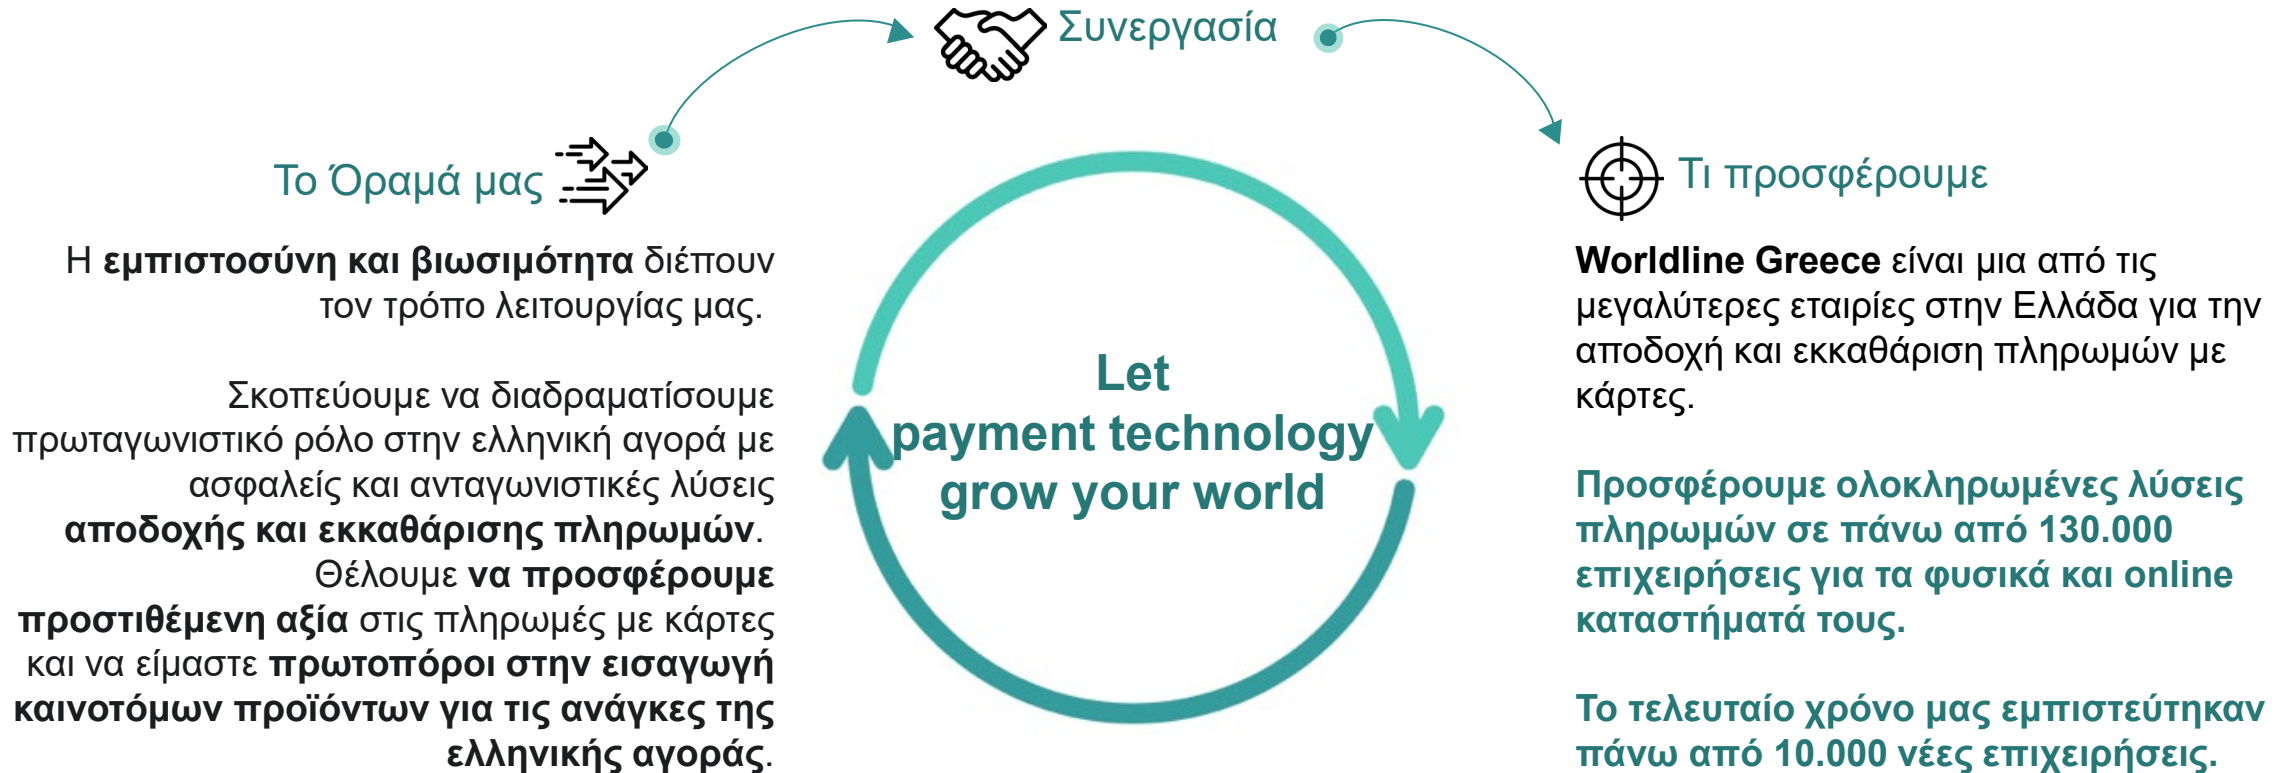 Συνεργασία
Το Όραμά μας
Η εμπιστοσύνη και βιωσιμότητα διέπουν
τον τρόπο λειτουργίας μας.
Σκοπεύουμε να διαδραματίσουμε
πρωταγωνιστικό ρόλο στην ελληνική αγορά με
ασφαλείς και ανταγωνιστικές λύσεις
αποδοχής και εκκαθάρισης πληρωμών.
Θέλουμε να προσφέρουμε
προστιθέμενη αξία στις πληρωμές με κάρτες
και να είμαστε πρωτοπόροι στην εισαγωγή
καινοτόμων προϊόντων για τις ανάγκες της
ελληνικής αγοράς.
Let
payment technology
grow your world
Τι προσφέρουμε
Worldline Greece είναι μια από τις
μεγαλύτερες εταιρίες στην Ελλάδα για την
αποδοχή και εκκαθάριση πληρωμών με
κάρτες.
Προσφέρουμε ολοκληρωμένες λύσεις
πληρωμών σε πάνω από 130.000
επιχειρήσεις για τα φυσικά και online
καταστήματά τους.
Το τελευταίο χρόνο μας εμπιστεύτηκαν
πάνω από 10.000 νέές επιχειρήσεις.